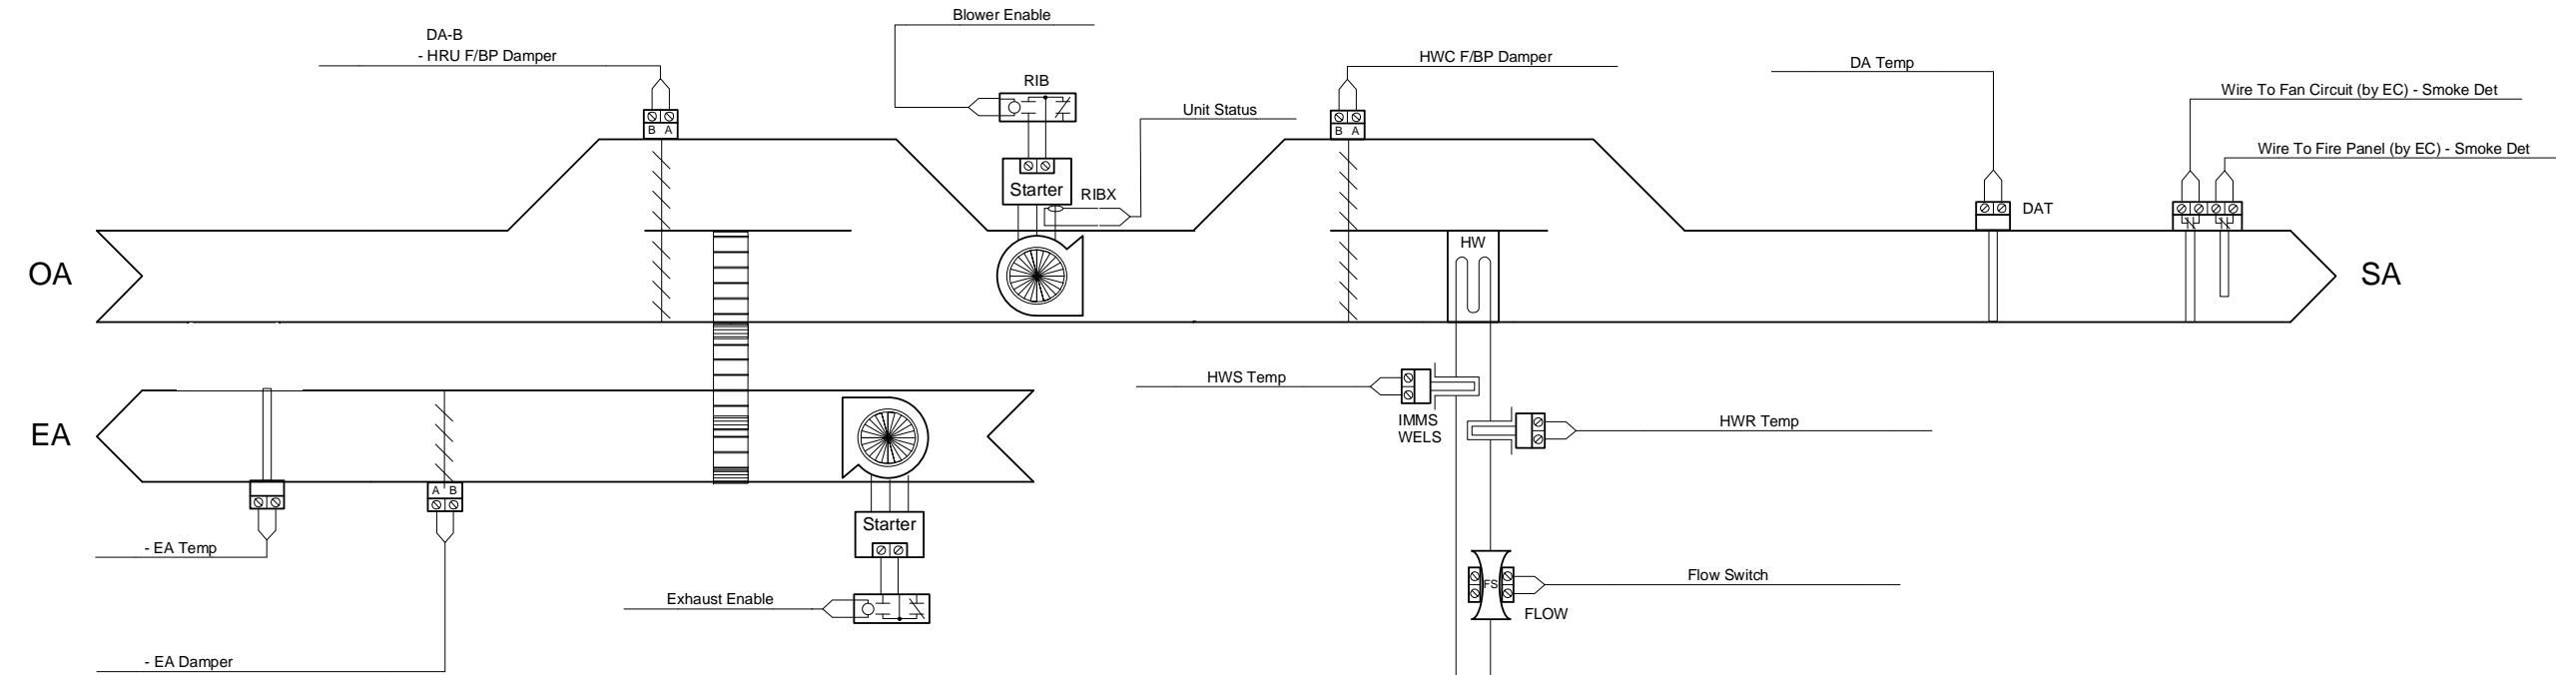 Blower Enable
DA-B
- HRU F/BP Damper
HWC F/BP Damper
DA Temp
RIB
Wire To Fan Circuit (by EC) - Smoke Det
Unit Status
B A
B A
Wire To Fire Panel (by EC) - Smoke Det
Starter
RIBX
DAT
HW
OA
SA
HWS Temp
IMMS
WELS
HWR Temp
EA
A B
Starter
- EA Temp
Flow Switch
FS
Exhaust Enable
FLOW
- EA Damper